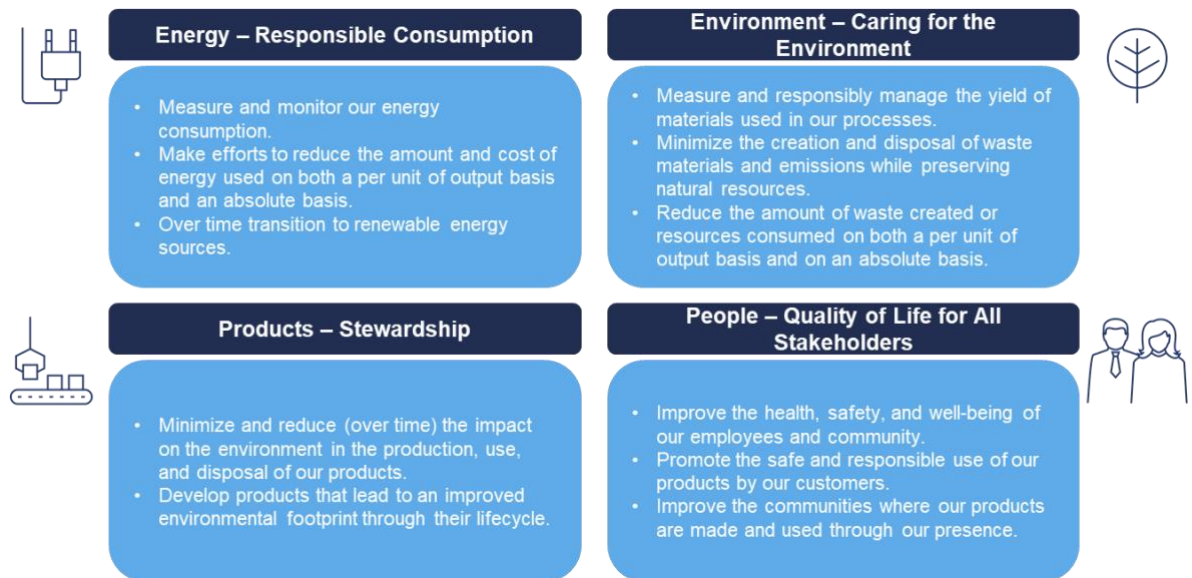 Energy – Responsible Consumption
• Measure and monitor our energy
consumption.
• Make efforts to reduce the amount and cost of
energy used on both a per unit of output basis
and an absolute basis.
• Over time transition to renewable energy
sources.
Environment – Caring for the
Environment
• Measure and responsibly manage the yield of
materials used in our processes.
• Minimize the creation and disposal of waste
materials and emissions while preserving
natural resources.
• Reduce the amount of waste created or
resources consumed on both a per unit of
output basis and on an absolute basis.
Products – Stewardship
• Minimize and reduce (over time) the impact
on the environment in the production, use,
and disposal of our products.
• Develop products that lead to an improved
environmental footprint through their lifecycle.
People – Quality of Life for All
Stakeholders
• Improve the health, safety, and well-being of
our employees and community.
• Promote the safe and responsible use of our
products by our customers.
• Improve the communities where our products
are made and used through our presence.